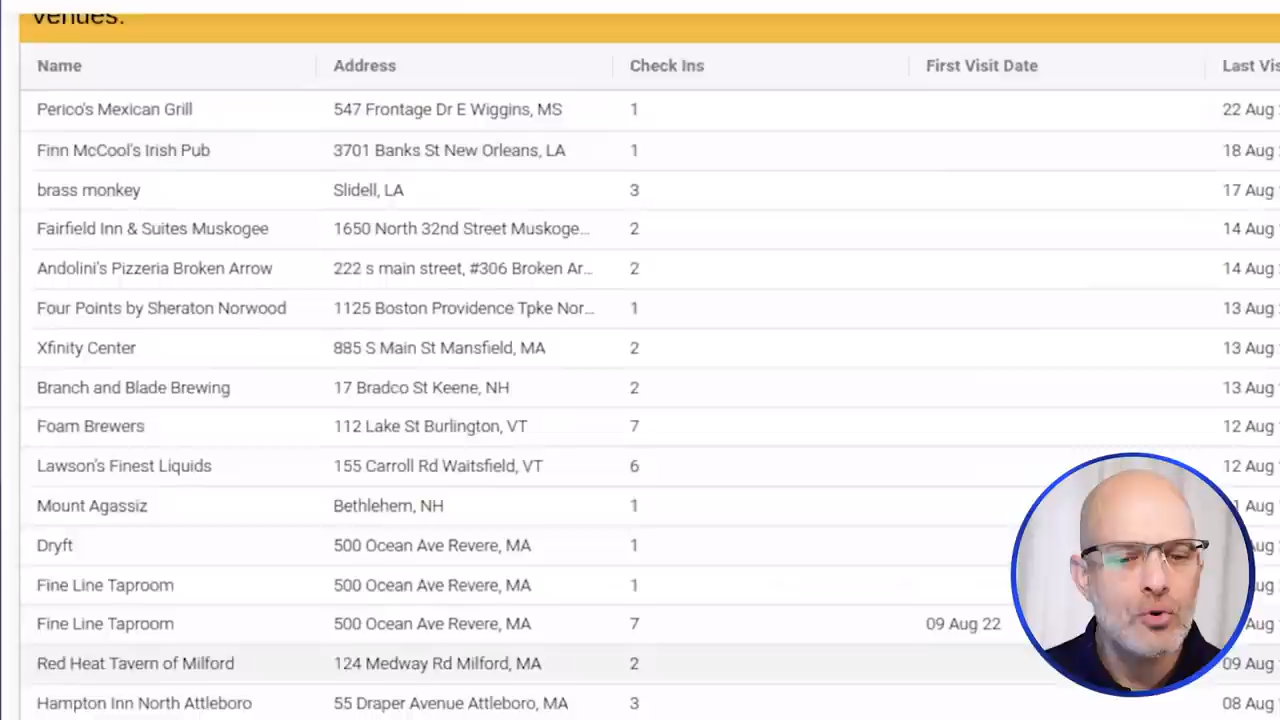 venues:
Name Address Check Ins First Visit Date Last Vis
Perico's Mexican Grill 547 Frontage Dr E Wiggins, MS 1 22 Aug
Finn McCool's Irish Pub 3701 Banks St New Orleans, LA 1 18 Aug
brass monkey Slidell, LA 3 17 Aug
Fairfield Inn & Suites Muskogee 1650 North 32nd Street Muskoge... 2 14 Aug
Andolini's Pizzeria Broken Arrow 222 s main street, #306 Broken Ar... 2 14 Aug
Four Points by Sheraton Norwood 1125 Boston Providence Tpke Nor... 1 13 Aug
Xfinity Center 885 S Main St Mansfield, MA 2 13 Aug
Branch and Blade Brewing 17 Bradco St Keene, NH 2 13 Aug
Foam Brewers 112 Lake St Burlington, VT 7 12 Aug
Lawson's Finest Liquids 155 Carroll Rd Waitsfield, VT 6 12 Aug
Mount Agassiz Bethlehem, NH 1 Aug
Dryft 500 Ocean Ave Revere, MA 1 Aug
Fine Line Taproom 500 Ocean Ave Revere, MA 1
Fine Line Taproom 500 Ocean Ave Revere, MA 7 09 Aug 22 Aug
Red Heat Tavern of Milford 124 Medway Rd Milford, MA 2 09 Aug
Hampton Inn North Attleboro 55 Draper Avenue Attleboro, MA 3 08 Aug